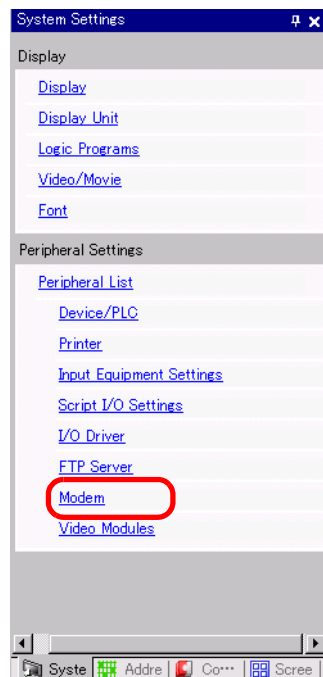 System Settings
Display
Display
Display Unit
Logic Programs
Video/Movie
Font
Peripheral Settings
Peripheral List
Device/PLC
Printer
Input Equipment Settings
Script I/O Settings
I/O Driver
FTP Server
Modem
Video Modules
Syste Addre Co... Scree